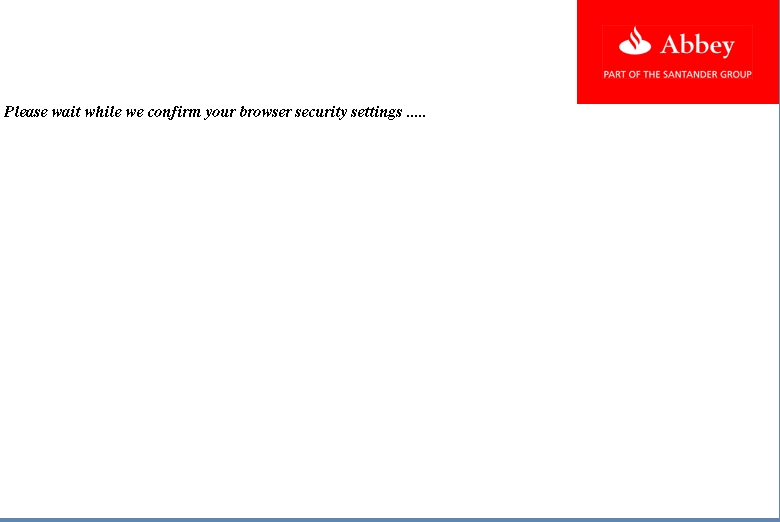 Abbey
PART OF THE SANTANDER GROUP
Please wait while we confirm your browser security settings .....